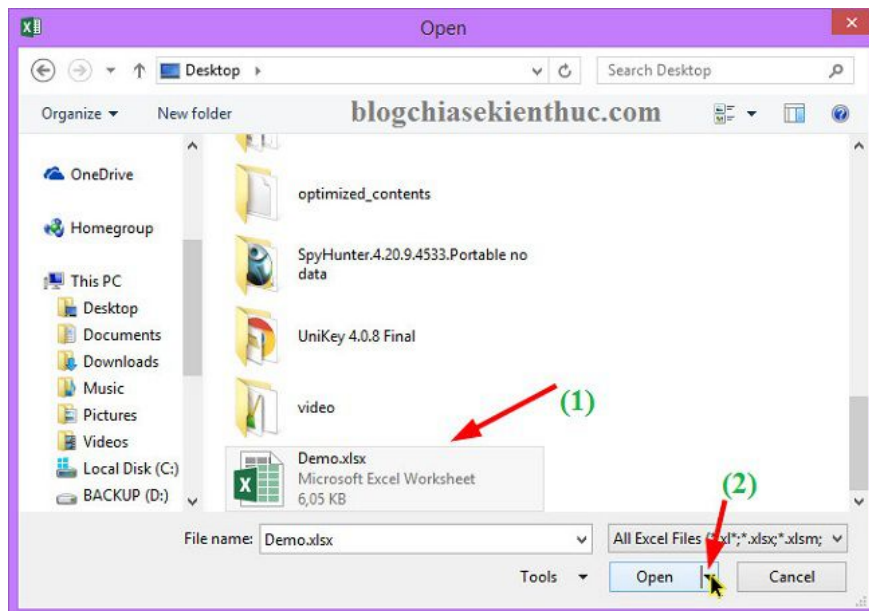 Open
Desktop
Search Desktop
Organize
New folder
blogchiasekienthuc.com
OneDrive
Homegroup
This PC
Desktop
Documents
Downloads
Music
Pictures
Videos
Local Disk (C:)
BACKUP (D:)
optimized_contents
SpyHunter.4.20.9.4533.Portable no
data
UniKey 4.0.8 Final
video
(1)
Demo.xlsx
Microsoft Excel Worksheet
6,05 KB
(2)
File name:
Demo.xlsx
All Excel Files (*.xl*;*.xlsx;*.xlsm;
Tools
Open
Cancel